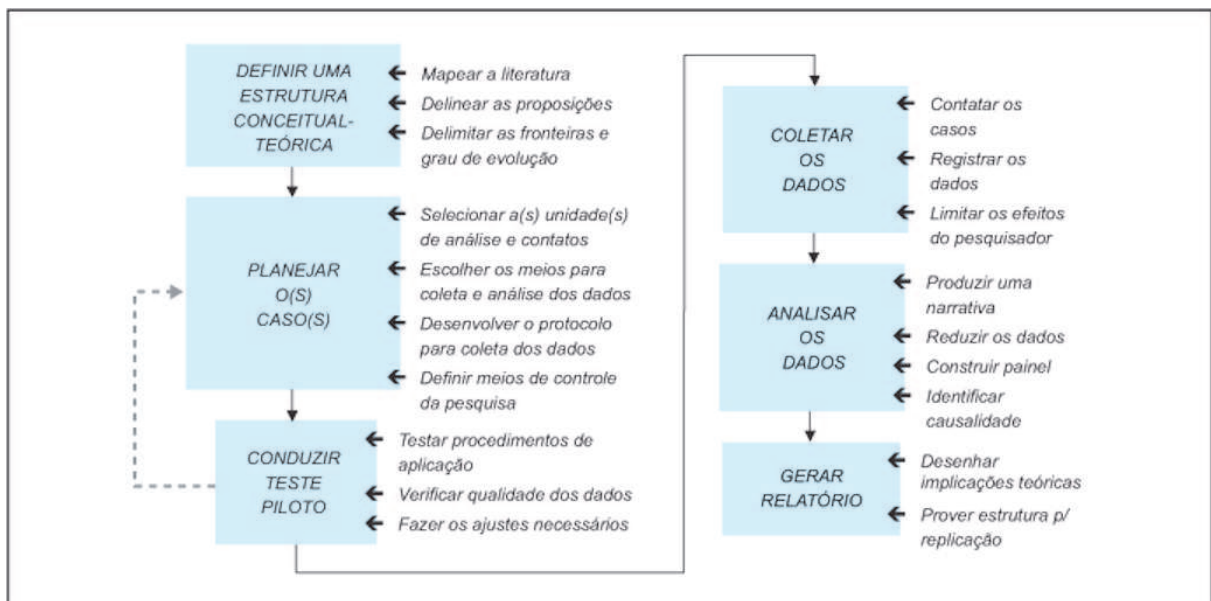 DEFINIR UMA
ESTRUTURA
CONCEITUAL-
TEÓRICA
Mapear a literatura
Delinear as proposições
Delimitar as fronteiras e
grau de evolução
PLANEJAR
O(S)
CASO(S)
Selecionar a(s) unidade(s)
de análise e contatos
Escolher os meios para
coleta e análise dos dados
Desenvolver o protocolo
para coleta dos dados
Definir meios de controle
da pesquisa
CONDUZIR
TESTE
PILOTO
Testar procedimentos de
aplicação
Verificar qualidade dos dados
Fazer os ajustes necessários
COLETAR
OS
DADOS
Contatar os
casos
Registrar os
dados
Limitar os efeitos
do pesquisador
ANALISAR
OS
DADOS
Produzir uma
narrativa
Reduzir os dados
Construir painel
Identificar
causalidade
GERAR
RELATÓRIO
Desenhar
implicações teóricas
Prover estrutura p/
replicação